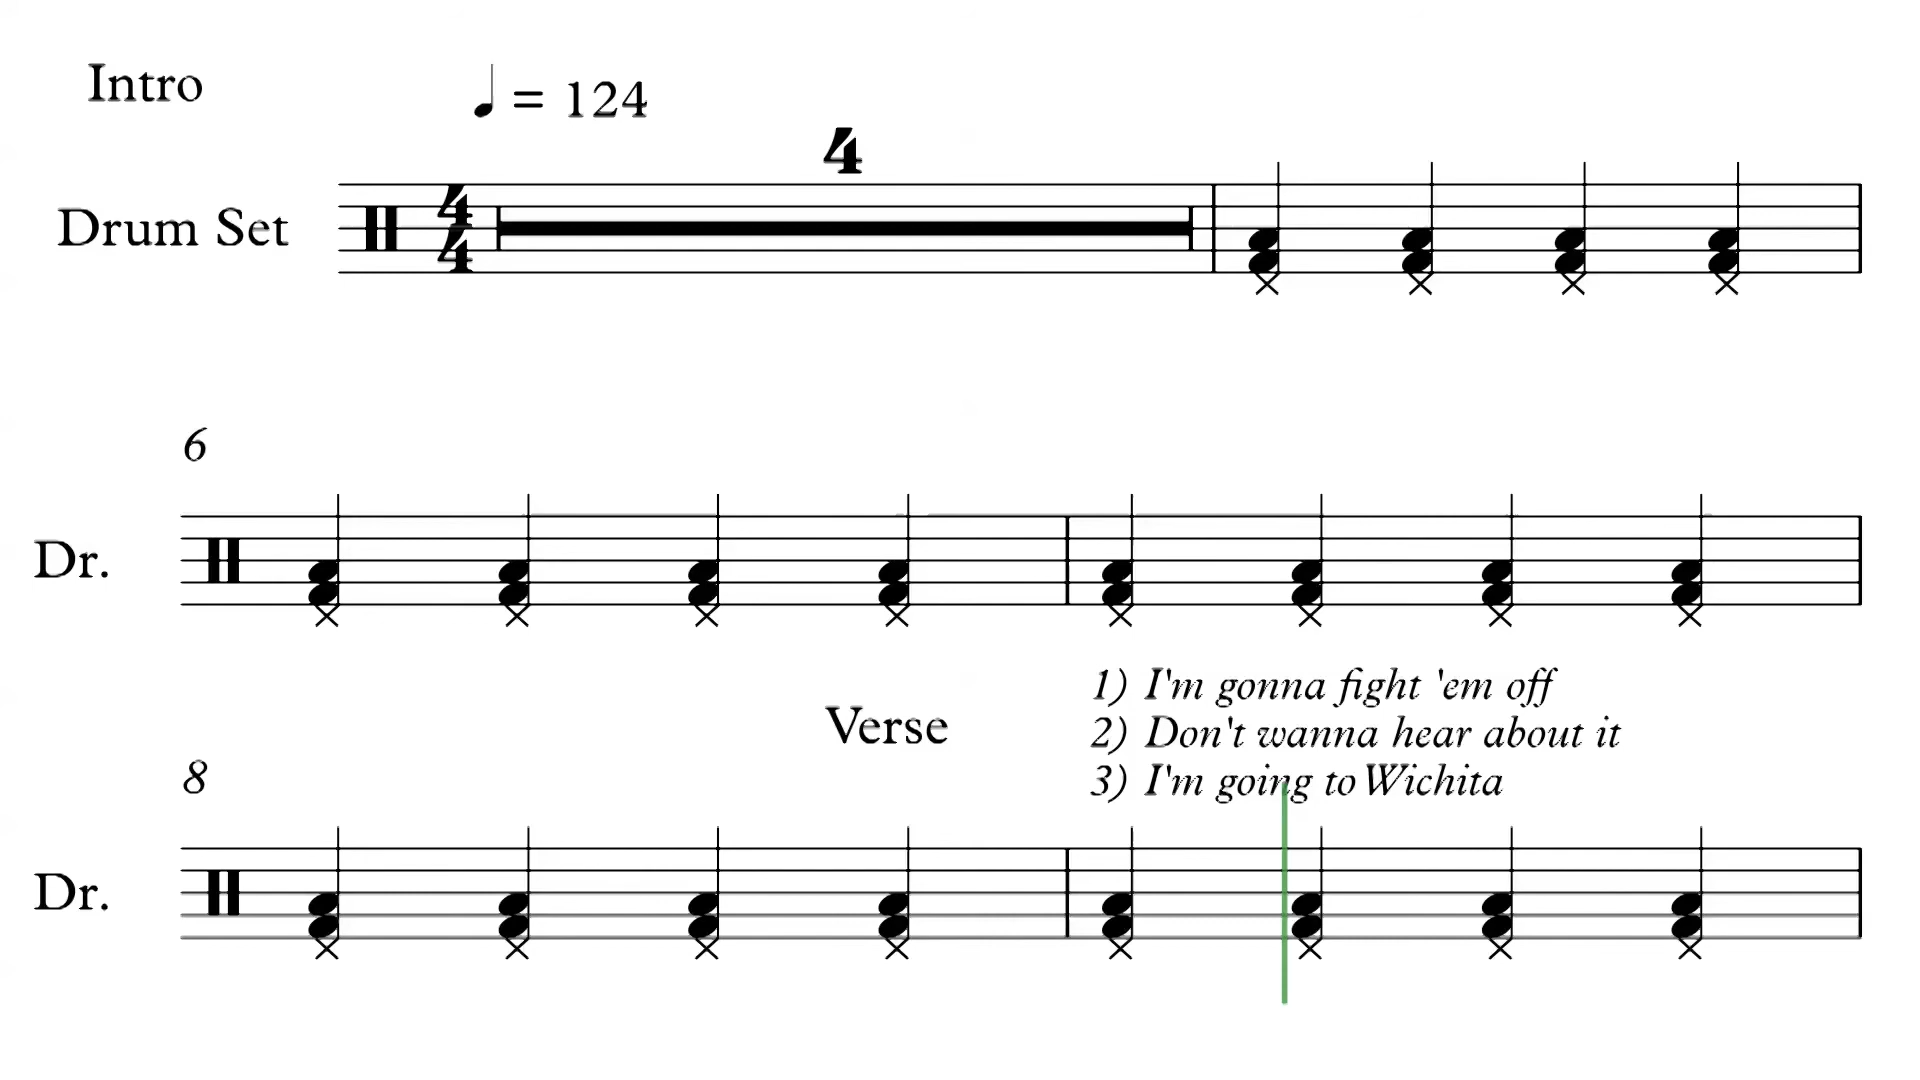 Intro
♩ = 124
4
Drum Set
4
4
6
Dr.
1) I'm gonna fight 'em off
Verse
2) Don't wanna hear about it
8
3) I'm going to Wichita
Dr.